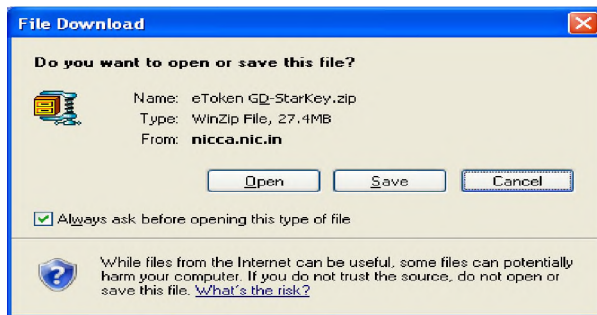 File Download
Do you want to open or save this file?
Name: eToken GD-StarKey.zip
Type: WinZip File, 27.4MB
From: nicca.nic.in
Open Save Cancel
Always ask before opening this type of file
While files from the Internet can be useful, some files can potentially
harm your computer. If you do not trust the source, do not open or
save this file. What's the risk?